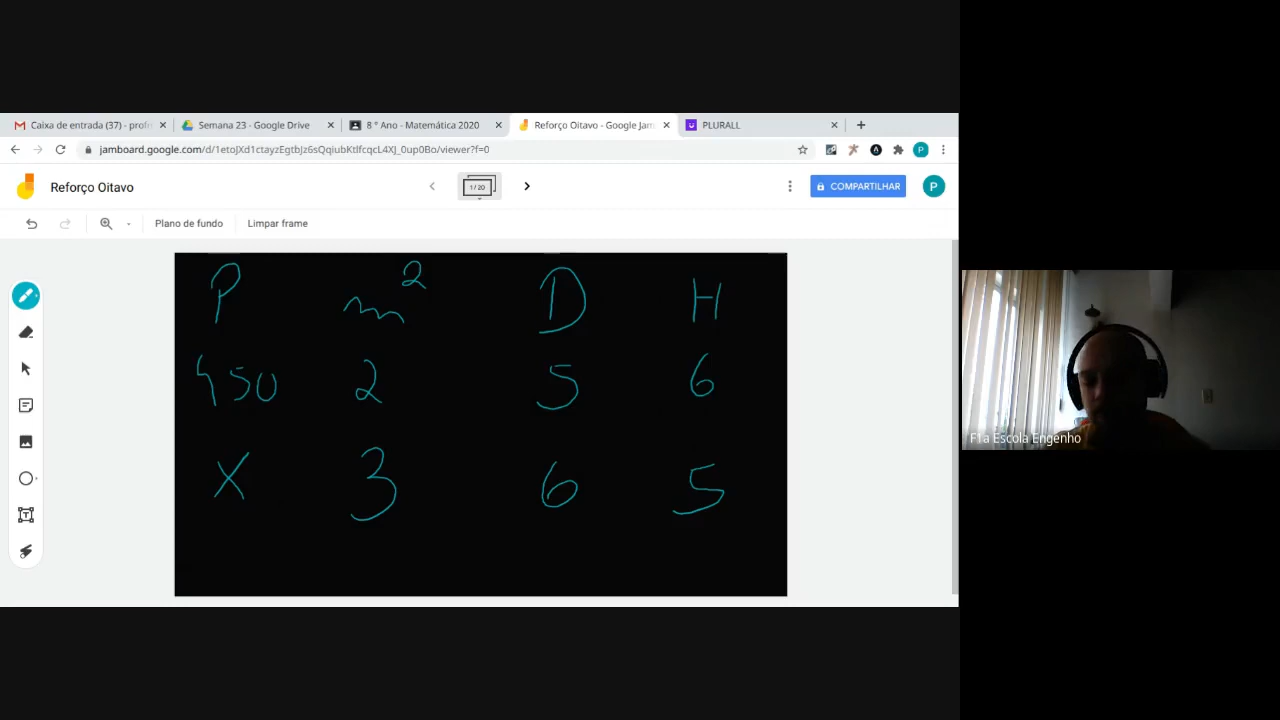 Caixa de entrada (37) - profe
Semana 23 - Google Drive
8 º Ano - Matemática 2020
Reforço Oitavo - Google Jam
PLURALL
jamboard.google.com/d/1etoJXd1ctayzEgtbJz6sQqiubKtlfcqcL4XJ_0up0Bo/viewer?f=0
Reforço Oitavo
1 / 20
COMPARTILHAR
P
Plano de fundo
Limpar frame
P m² D H
450 2 5 6
X 3 6 5
F1a Escola Engenho